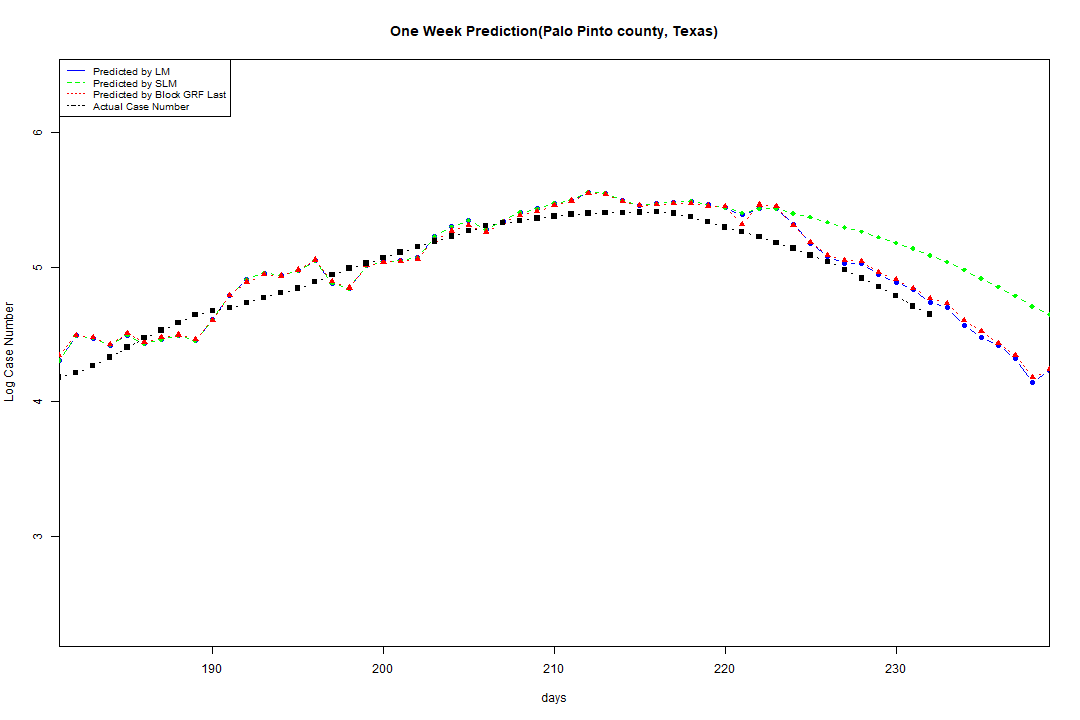 One Week Prediction(Palo Pinto county, Texas)
Predicted by LM
Predicted by SLM
Predicted by Block GRF Last
Actual Case Number
6
5
4
3
Log Case Number
190 200 210 220 230
days